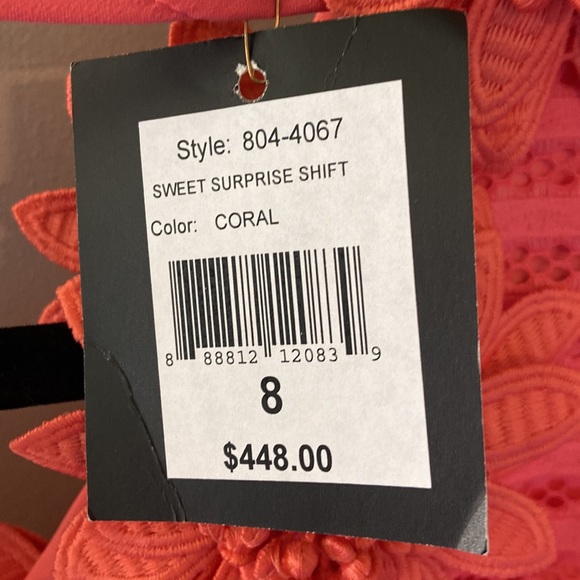 Style: 804-4067
SWEET SURPRISE SHIFT
Color: CORAL
8 88812 12083 9
8
$448.00